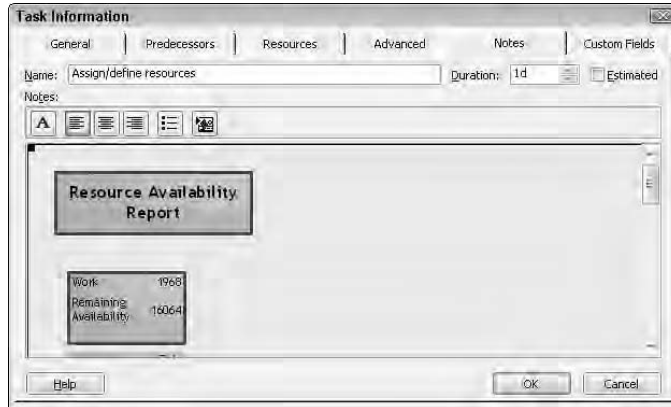 Task Information
General Predecessors Resources Advanced Notes Custom Fields
Name: Assign/define resources Duration: 1d Estimated
Notes:
A
Resource Availability
Report
Work 1968
Remaining
Availability 16064
Help OK Cancel